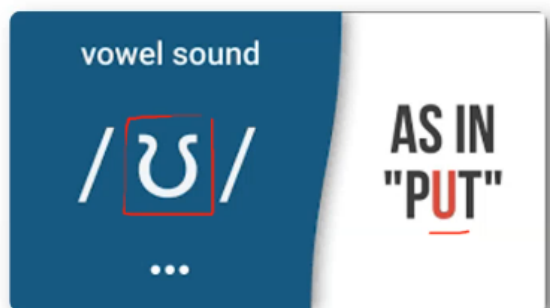 vowel sound
/ʊ/
...
AS IN
"PUT"